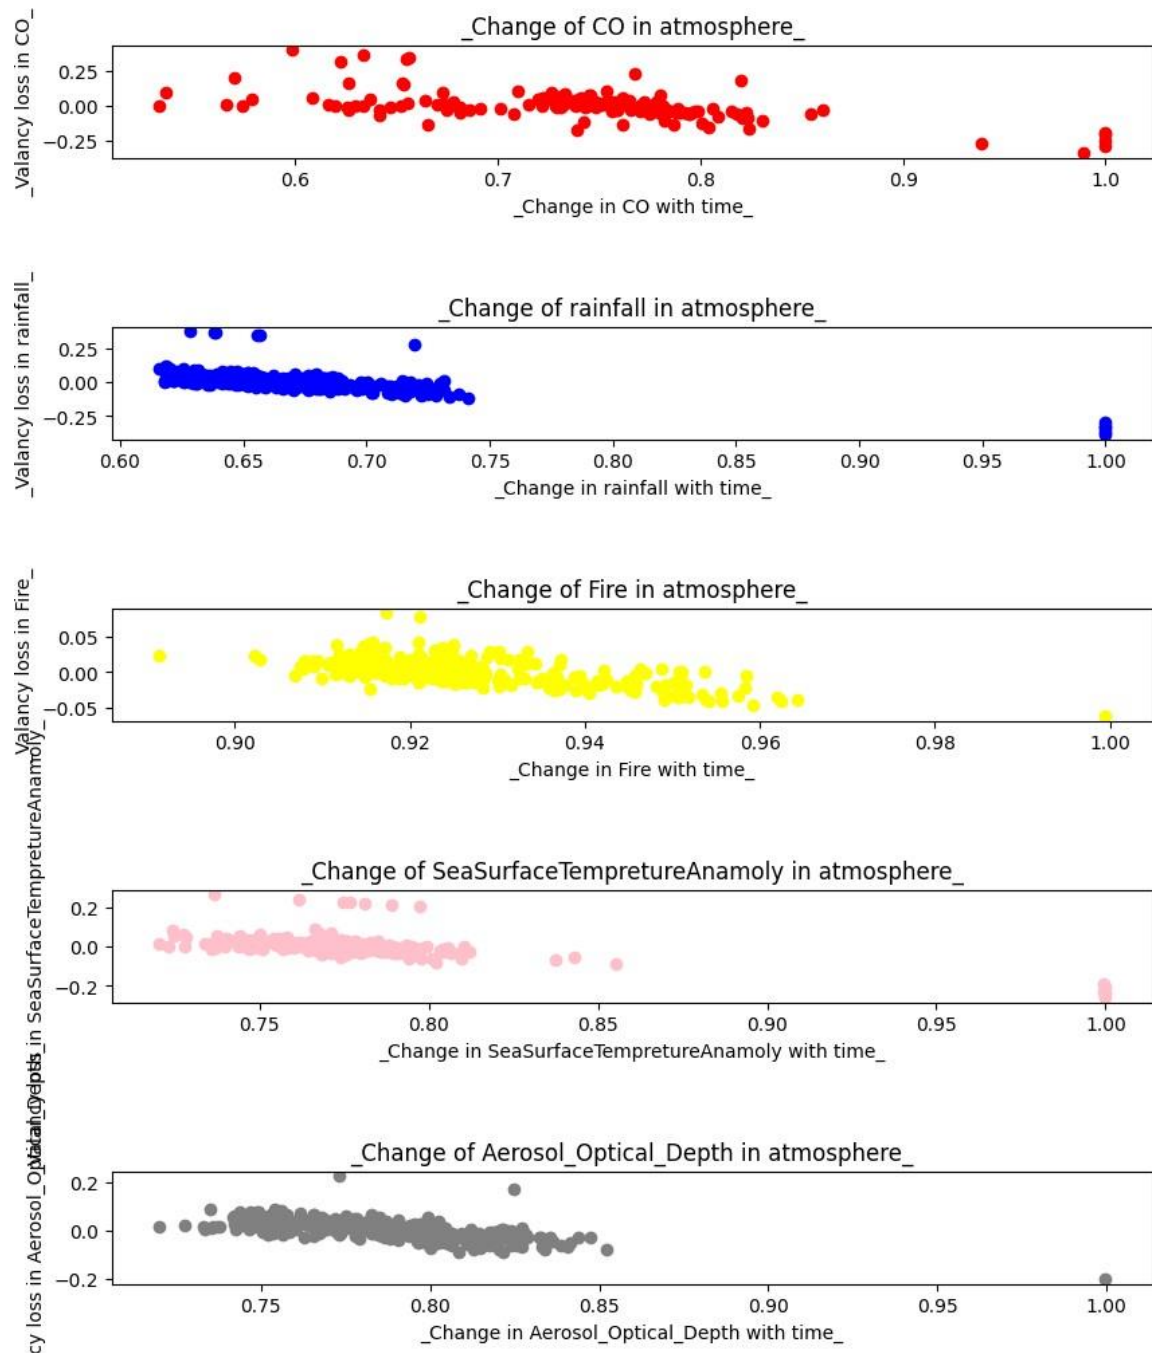 _Change of CO in atmosphere_
_Valancy loss in CO_
0.25
0.00
−0.25
0.6 0.7 0.8 0.9 1.0
_Change in CO with time_
_Change of rainfall in atmosphere_
_Valancy loss in rainfall_
0.25
0.00
−0.25
0.60 0.65 0.70 0.75 0.80 0.85 0.90 0.95 1.00
_Change in rainfall with time_
_Change of Fire in atmosphere_
_Valancy loss in Fire_
0.05
0.00
−0.05
0.90 0.92 0.94 0.96 0.98 1.00
_Change in Fire with time_
_Change of SeaSurfaceTempretureAnamoly in atmosphere_
in SeaSurfaceTempretureAnamoly_
0.2
0.0
−0.2
0.75 0.80 0.85 0.90 0.95 1.00
_Change in SeaSurfaceTempretureAnamoly with time_
_Change of Aerosol_Optical_Depth in atmosphere_
cy loss in Aerosol_Optical_Depth_
0.2
0.0
−0.2
0.75 0.80 0.85 0.90 0.95 1.00
_Change in Aerosol_Optical_Depth with time_